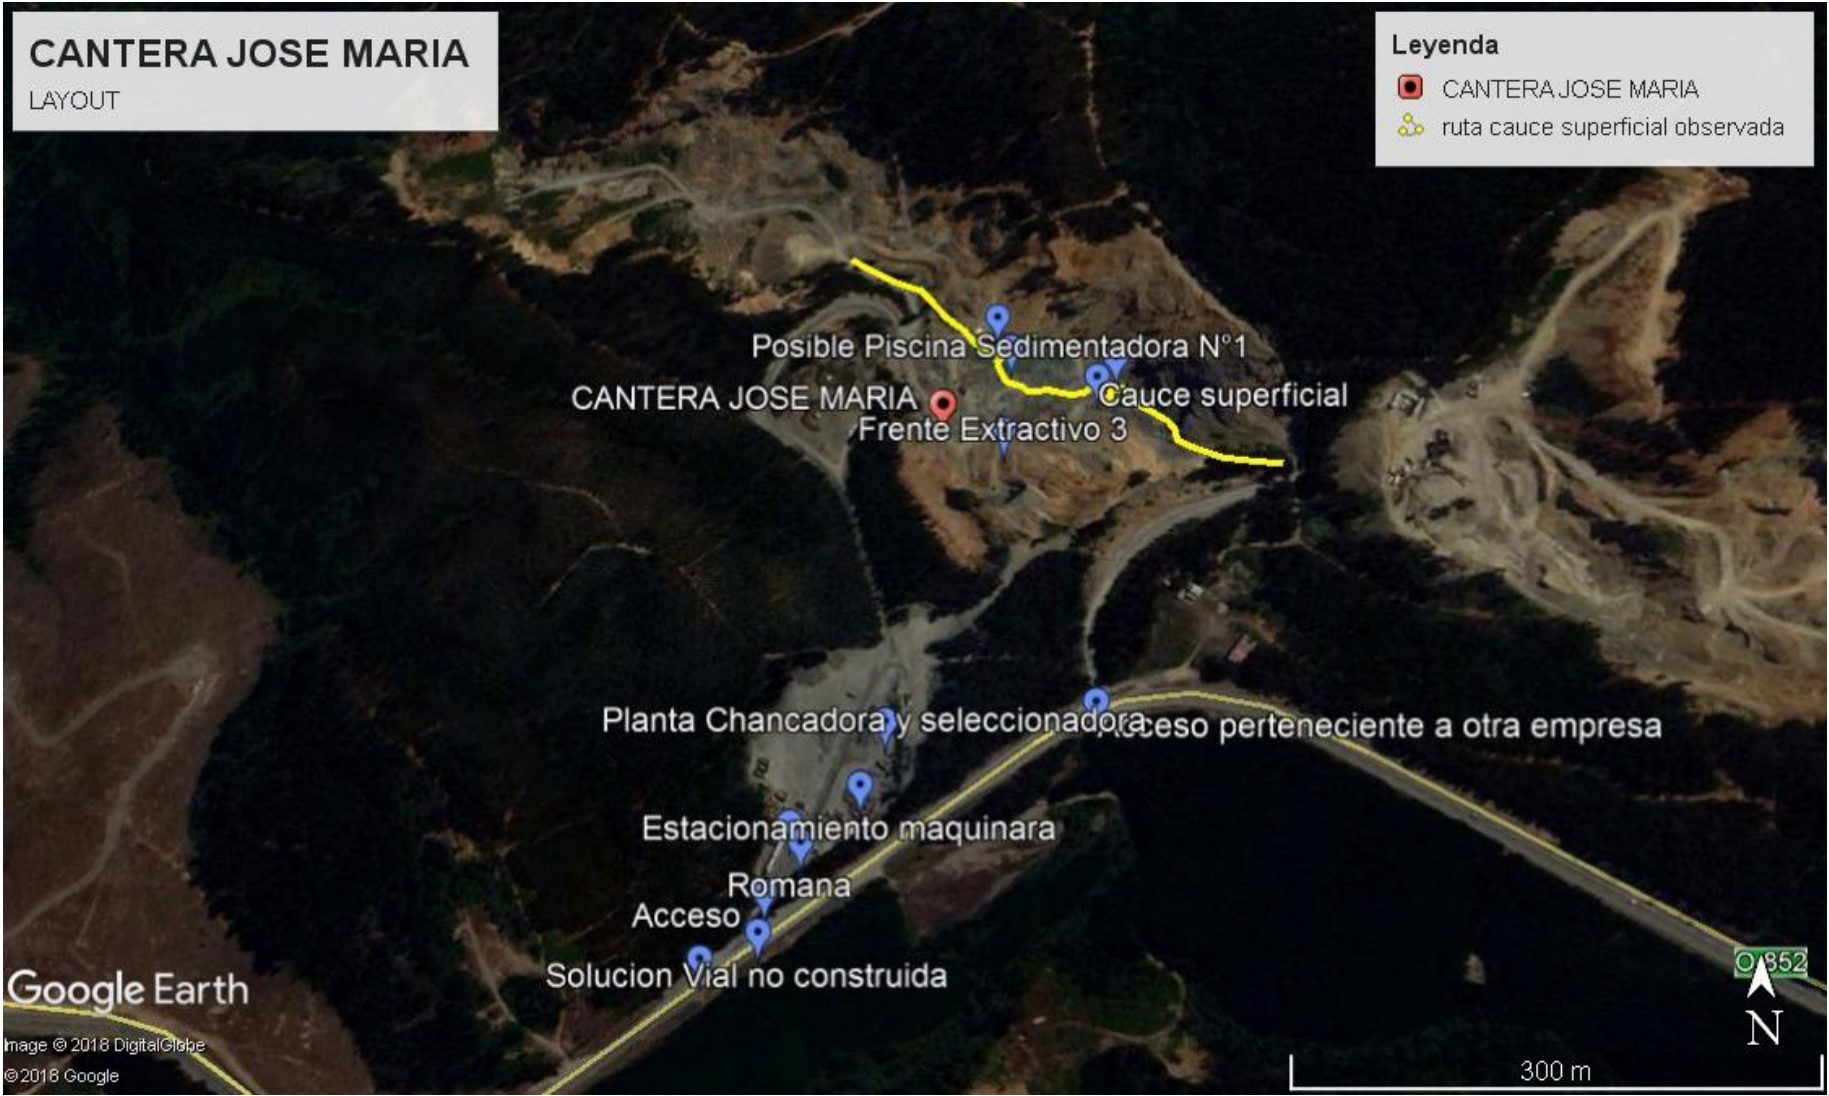 CANTERA JOSE MARIA
LAYOUT
Leyenda
CANTERA JOSE MARIA
ruta cauce superficial observada
Posible Piscina Sedimentadora N°1
CANTERA JOSE MARIA
Cauce superficial
Frente Extractivo 3
Planta Chancadora y seleccionadora
Acceso perteneciente a otra empresa
Estacionamiento maquinara
Romana
Acceso
Solucion Vial no construida
O-852
N
Google Earth
Image © 2018 DigitalGlobe
© 2018 Google
300 m